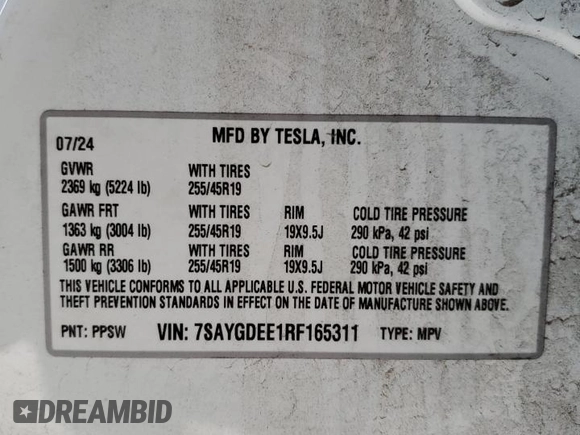 07/24 MFD BY TESLA, INC.
GVWR WITH TIRES
2369 kg (5224 lb) 255/45R19
GAWR FRT WITH TIRES RIM COLD TIRE PRESSURE
1363 kg (3004 lb) 255/45R19 19X9.5J 290 kPa, 42 psi
GAWR RR WITH TIRES RIM COLD TIRE PRESSURE
1500 kg (3306 lb) 255/45R19 19X9.5J 290 kPa, 42 psi
THIS VEHICLE CONFORMS TO ALL APPLICABLE U.S. FEDERAL MOTOR VEHICLE SAFETY AND
THEFT PREVENTION STANDARDS IN EFFECT ON THE DATE OF MANUFACTURE SHOWN ABOVE.
PNT: PPSW VIN: 7SAYGDEE1RF165311 TYPE: MPV
DREAMBID